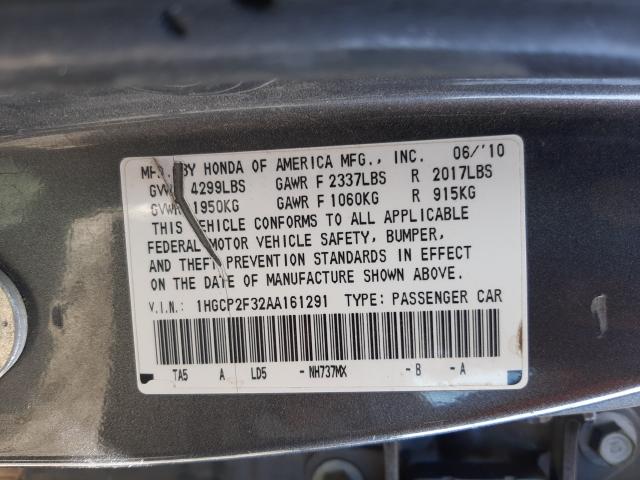 BY HONDA OF AMERICA MFG., INC. 06/'10
GVWR 4299LBS GAWR F 2337LBS R 2017LBS
GVWR 1950KG GAWR F 1060KG R 915KG
THIS VEHICLE CONFORMS TO ALL APPLICABLE
FEDERAL MOTOR VEHICLE SAFETY, BUMPER,
AND THEFT PREVENTION STANDARDS IN EFFECT
ON THE DATE OF MANUFACTURE SHOWN ABOVE.
V.I.N.: 1HGCP2F32AA161291 TYPE: PASSENGER CAR
TA5 A LD5 -NH737MX -B -A